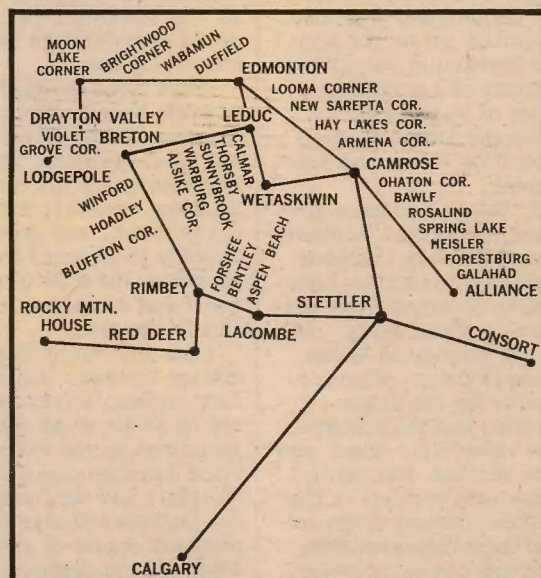 MOON
LAKE
CORNER
BRIGHTWOOD
CORNER
WABAMUN
DUFFIELD
EDMONTON
LOOMA CORNER
NEW SAREPTA COR.
HAY LAKES COR.
ARMENA COR.
DRAYTON VALLEY
VIOLET
GROVE COR.
LODGEPOLE
BRETON
LEDUC
CALMAR
THORSBY
SUNNYBROOK
WARBURG
ALSIKE COR.
WETASKIWIN
CAMROSE
OHATON COR.
BAWLF
ROSALIND
SPRING LAKE
HEISLER
FORESTBURG
GALAHAD
ALLIANCE
WINFORD
HOADLEY
BLUFFTON COR.
FORSHEE
BENTLEY
ASPEN BEACH
RIMBEY
LACOMBE
STETTLER
CONSORT
ROCKY MTN.
HOUSE
RED DEER
CALGARY